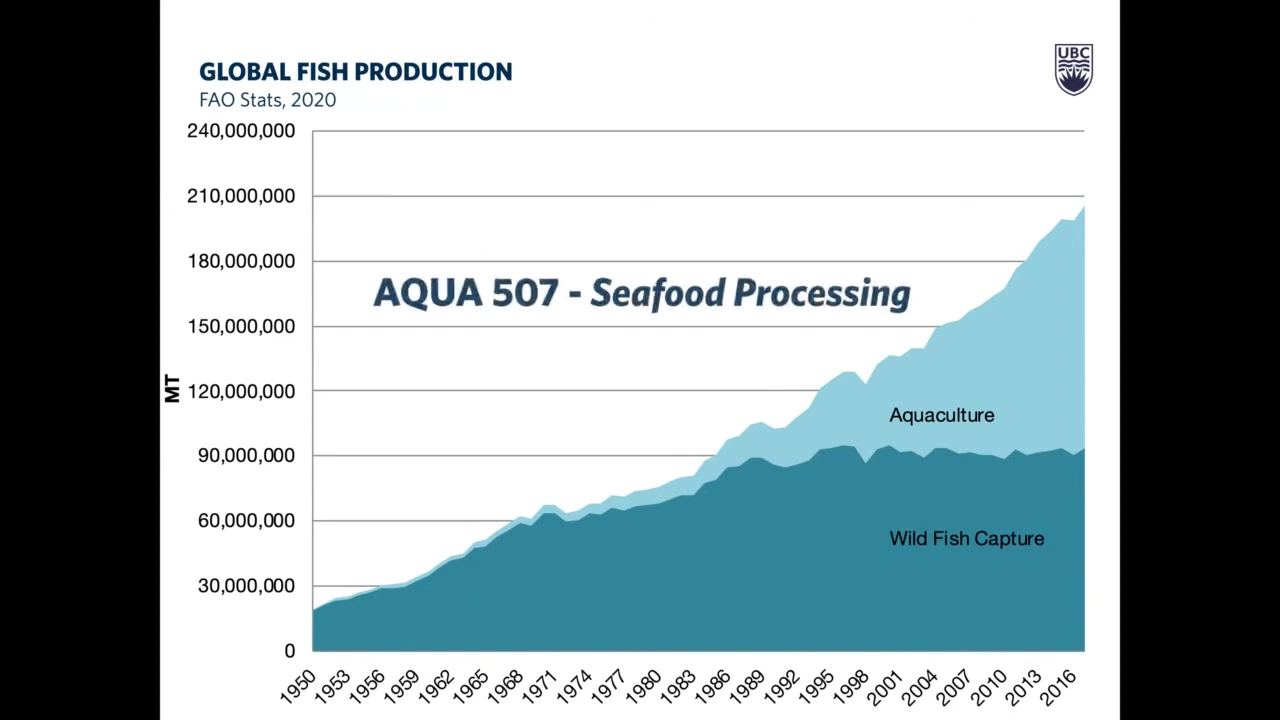 GLOBAL FISH PRODUCTION
FAO Stats, 2020
UBC
240,000,000
210,000,000
180,000,000
AQUA 507 - Seafood Processing
150,000,000
MT
120,000,000
Aquaculture
90,000,000
60,000,000
Wild Fish Capture
30,000,000
0
1950 1953 1956 1959 1962 1965 1968 1971 1974 1977 1980 1983 1986 1989 1992 1995 1998 2001 2004 2007 2010 2013 2016